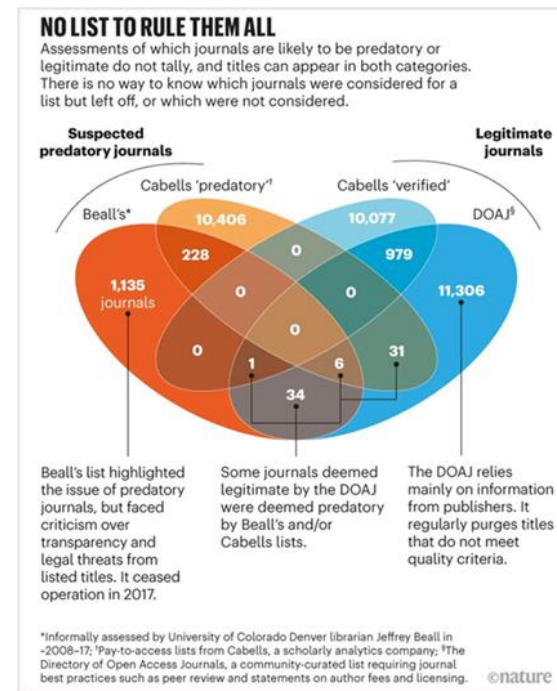 NO LIST TO RULE THEM ALL
Assessments of which journals are likely to be predatory or
legitimate do not tally, and titles can appear in both categories.
There is no way to know which journals were considered for a
list but left off, or which were not considered.
Suspected
predatory journals
Legitimate
journals
Cabells ‘predatory’†
Cabells ‘verified’
Beall’s*
DOAJ§
10,406
10,077
228
0
979
1,135
journals
0
0
11,306
0
0
31
1
6
34
Beall’s list highlighted
the issue of predatory
journals, but faced
criticism over
transparency and
legal threats from
listed titles. It ceased
operation in 2017.
Some journals deemed
legitimate by the DOAJ
were deemed predatory
by Beall’s and/or
Cabells lists.
The DOAJ relies
mainly on information
from publishers. It
regularly purges titles
that do not meet
quality criteria.
*Informally assessed by University of Colorado Denver librarian Jeffrey Beall in
~2008–17; †Pay-to-access lists from Cabells, a scholarly analytics company; §The
Directory of Open Access Journals, a community-curated list requiring journal
best practices such as peer review and statements on author fees and licensing.
©nature